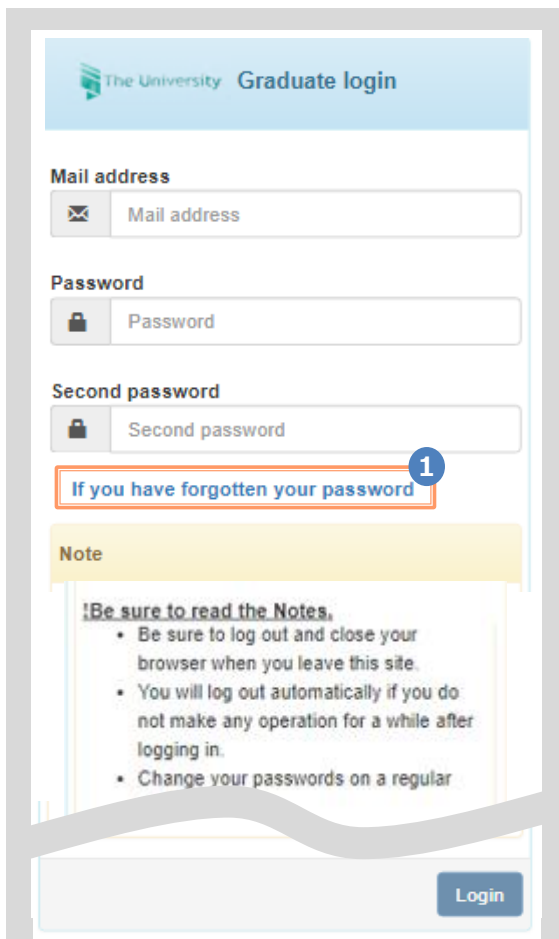 The University Graduate login
Mail address
Mail address
Password
Password
Second password
Second password
1
If you have forgotten your password
Note
!Be sure to read the Notes.
• Be sure to log out and close your
browser when you leave this site.
• You will log out automatically if you do
not make any operation for a while after
logging in.
• Change your passwords on a regular
Login